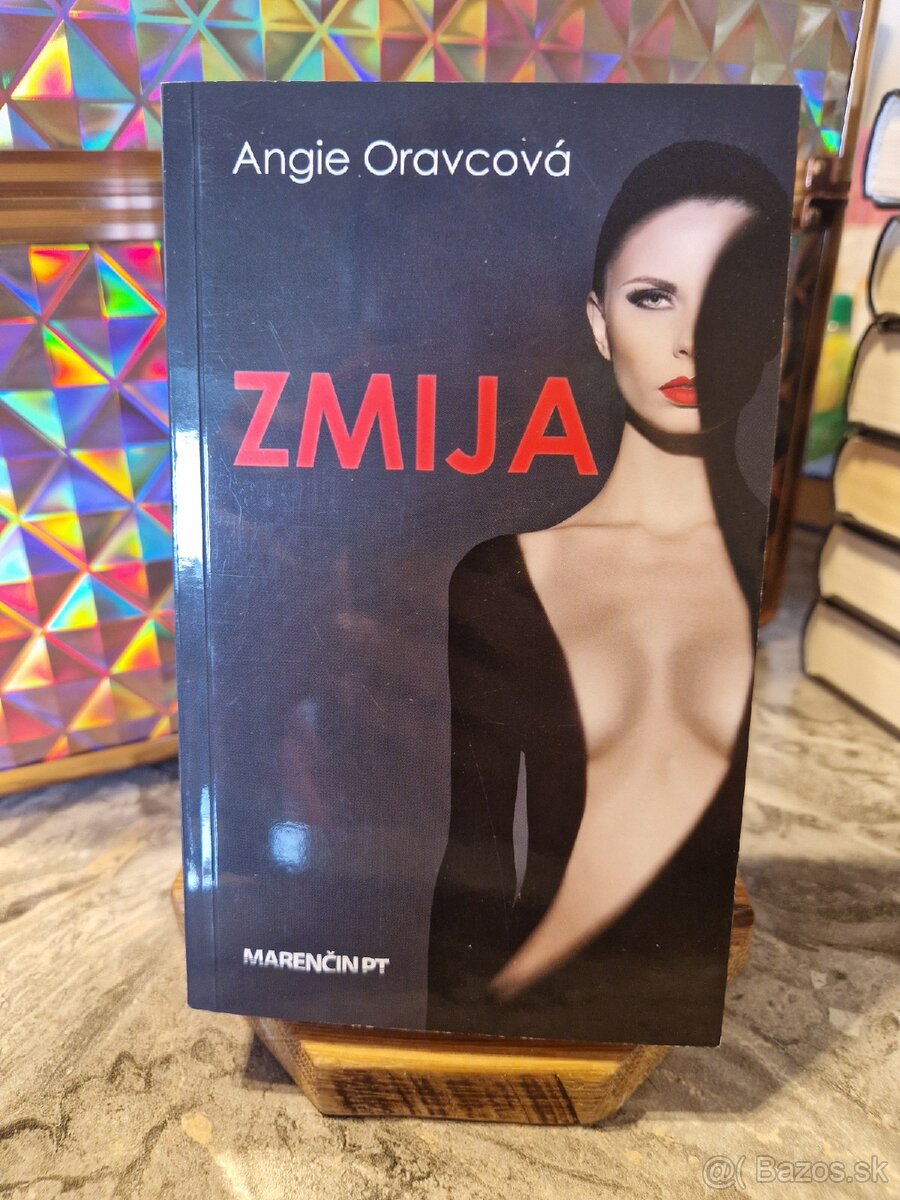 Angie Oravcová
ZMIJA
MARENČIN PT
@( Bazos.sk